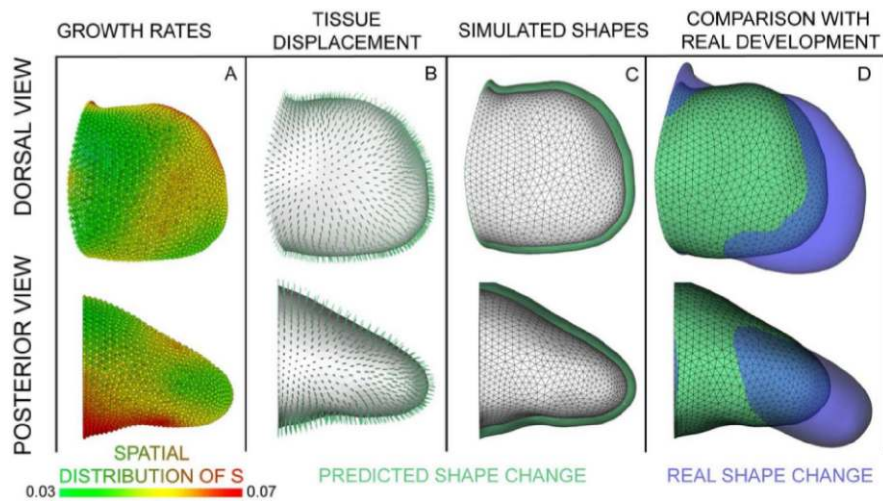 GROWTH RATES
TISSUE
DISPLACEMENT
SIMULATED SHAPES
COMPARISON WITH
REAL DEVELOPMENT
DORSAL VIEW
A
B
C
D
POSTERIOR VIEW
SPATIAL
DISTRIBUTION OF S
0.03
0.07
PREDICTED SHAPE CHANGE
REAL SHAPE CHANGE